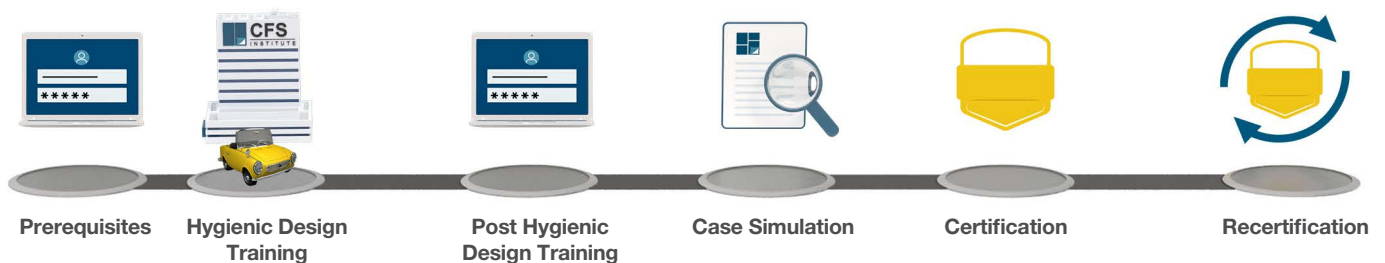 CFS
INSTITUTE
*****
*****
Prerequisites
Hygienic Design
Training
Post Hygienic
Design Training
Case Simulation
Certification
Recertification